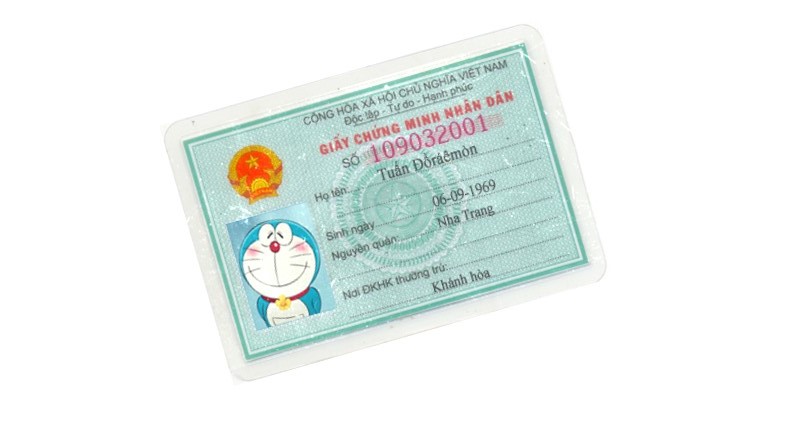 CỘNG HÒA XÃ HỘI CHỦ NGHĨA VIỆT NAM
Độc lập - Tự do - Hạnh phúc
GIẤY CHỨNG MINH NHÂN DÂN
SỐ 109032001
Họ tên: Tuấn Đôräcmòn
Sinh ngày 06-09-1969
Nguyên quán: Nha Trang
Nơi ĐKHK thường trú:
Khánh hòa